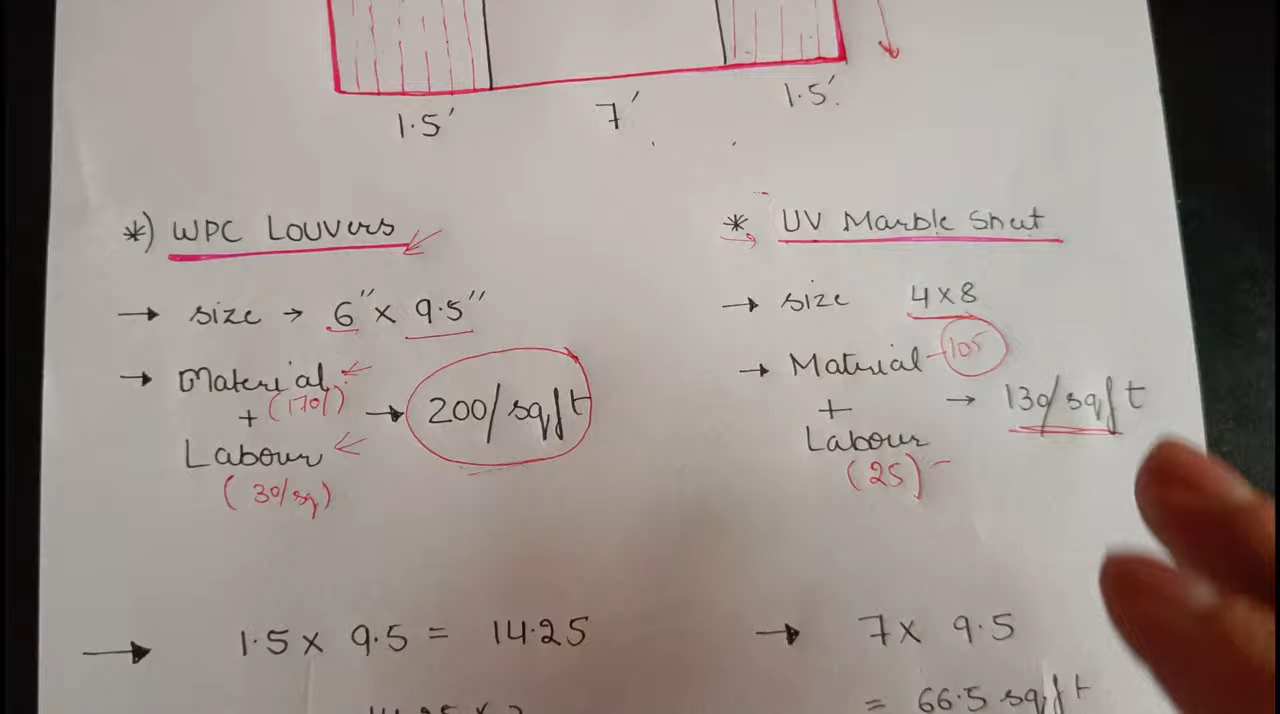 1.5' 7' 1.5'
*) WPC Louvers
→ size → 6" x 9.5"
→ Material (170/)
+
Labour
(30/sq)
→ 200/sqft
* UV Marble Sheet
→ size 4x8
→ Material - 105
+
Labour
(25)
→ 130/sqft
→ 1.5 x 9.5 = 14.25
→ 7 x 9.5
= 66.5 sqft